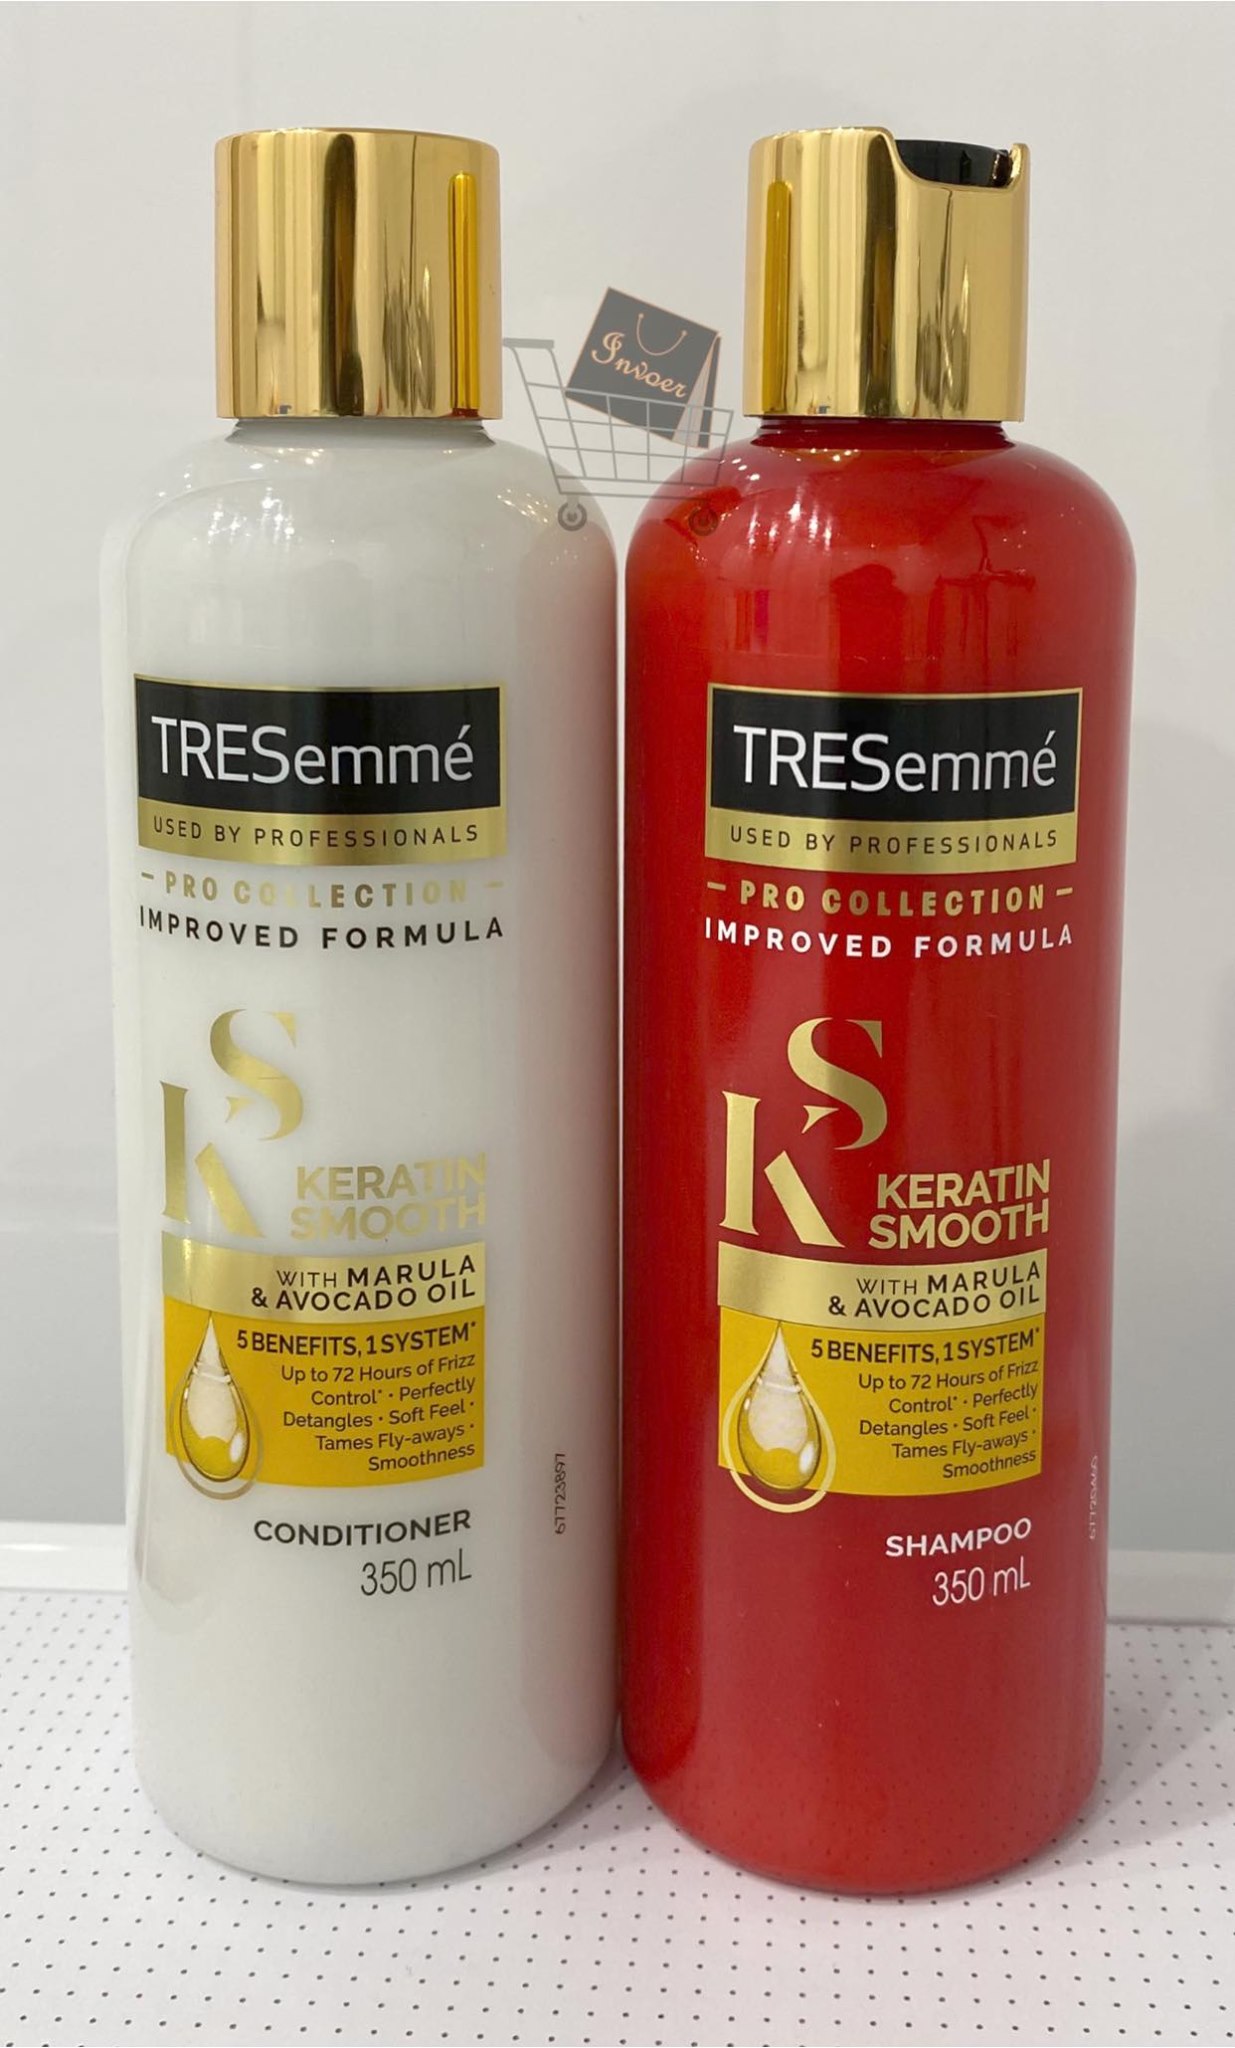 Invoer
TRESemmé
USED BY PROFESSIONALS
– PRO COLLECTION –
IMPROVED FORMULA
KS
KERATIN
SMOOTH
WITH MARULA
& AVOCADO OIL
5 BENEFITS, 1 SYSTEM*
Up to 72 Hours of Frizz
Control* • Perfectly
Detangles • Soft Feel •
Tames Fly-aways •
Smoothness
CONDITIONER
350 mL
TRESemmé
USED BY PROFESSIONALS
– PRO COLLECTION –
IMPROVED FORMULA
KS
KERATIN
SMOOTH
WITH MARULA
& AVOCADO OIL
5 BENEFITS, 1 SYSTEM*
Up to 72 Hours of Frizz
Control* • Perfectly
Detangles • Soft Feel •
Tames Fly-aways •
Smoothness
SHAMPOO
350 mL